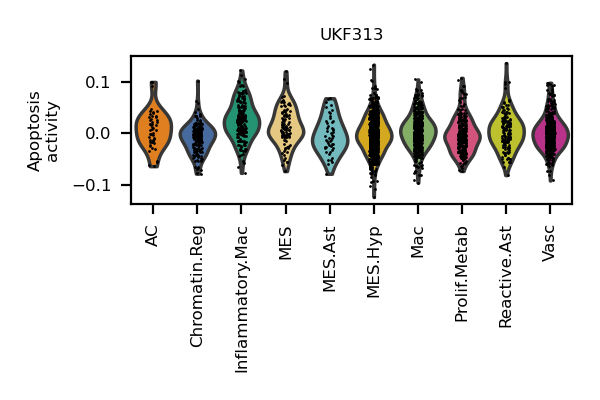 UKF313
Apoptosis
activity
0.1
0.0
−0.1
AC
Chromatin.Reg
Inflammatory.Mac
MES
MES.Ast
MES.Hyp
Mac
Prolif.Metab
Reactive.Ast
Vasc